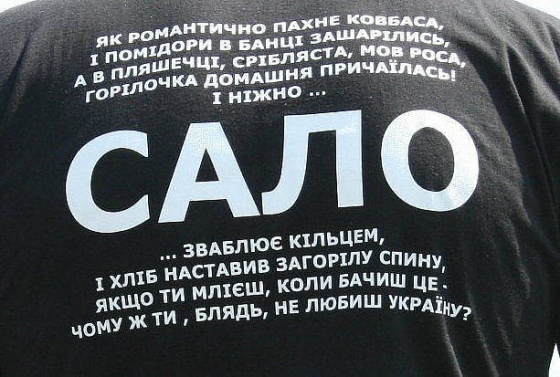 ЯК РОМАНТИЧНО ПАХНЕ КОВБАСА,
І ПОМІДОРИ В БАНЦІ ЗАШАРІЛИСЬ,
А В ПЛЯШЕЧЦІ, СРІБЛЯСТА, МОВ РОСА,
ГОРІЛОЧКА ДОМАШНЯ ПРИЧАЇЛАСЬ!
І НІЖНО ...
САЛО
... ЗВАБЛЮЄ КІЛЬЦЕМ,
І ХЛІБ НАСТАВИВ ЗАГОРІЛУ СПИНУ,
ЯКЩО ТИ МЛІЄШ, КОЛИ БАЧИШ ЦЕ -
ЧОМУ Ж ТИ , БЛЯДЬ, НЕ ЛЮБИШ УКРАЇНУ?